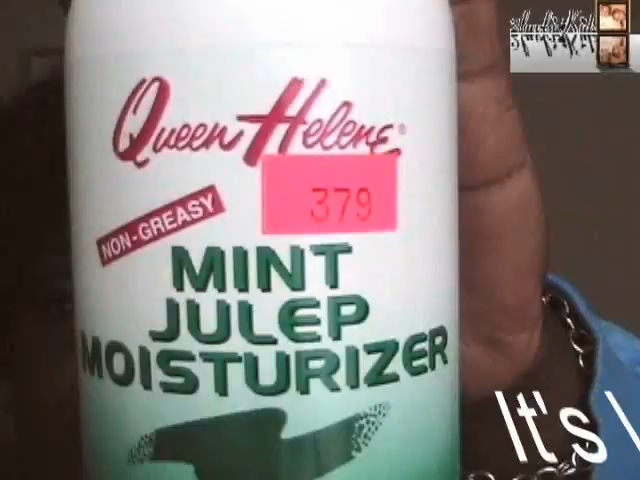 Queen Helene®
379
NON-GREASY
MINT
JULEP
MOISTURIZER
It's